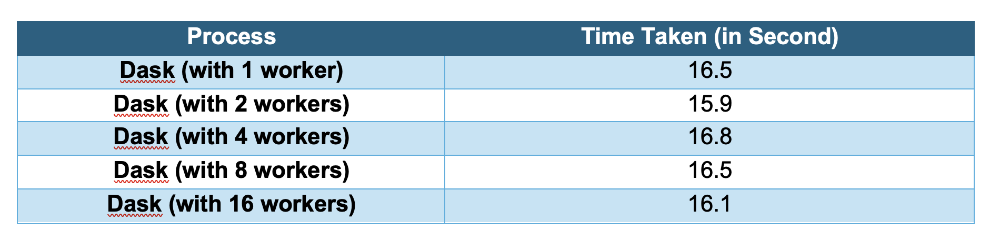 Process Time Taken (in Second)
Dask (with 1 worker) 16.5
Dask (with 2 workers) 15.9
Dask (with 4 workers) 16.8
Dask (with 8 workers) 16.5
Dask (with 16 workers) 16.1